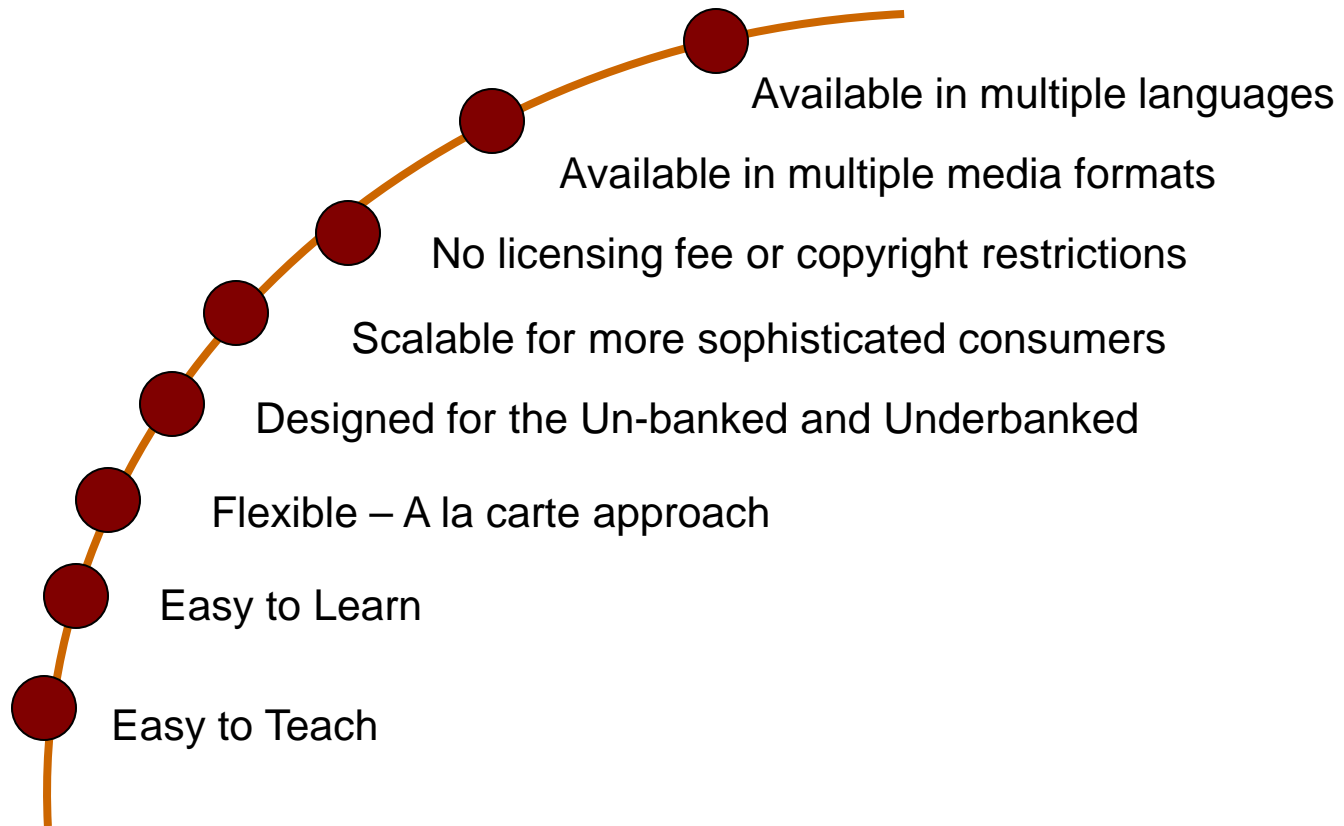 Available in multiple languages
Available in multiple media formats
No licensing fee or copyright restrictions
Scalable for more sophisticated consumers
Designed for the Un-banked and Underbanked
Flexible – A la carte approach
Easy to Learn
Easy to Teach